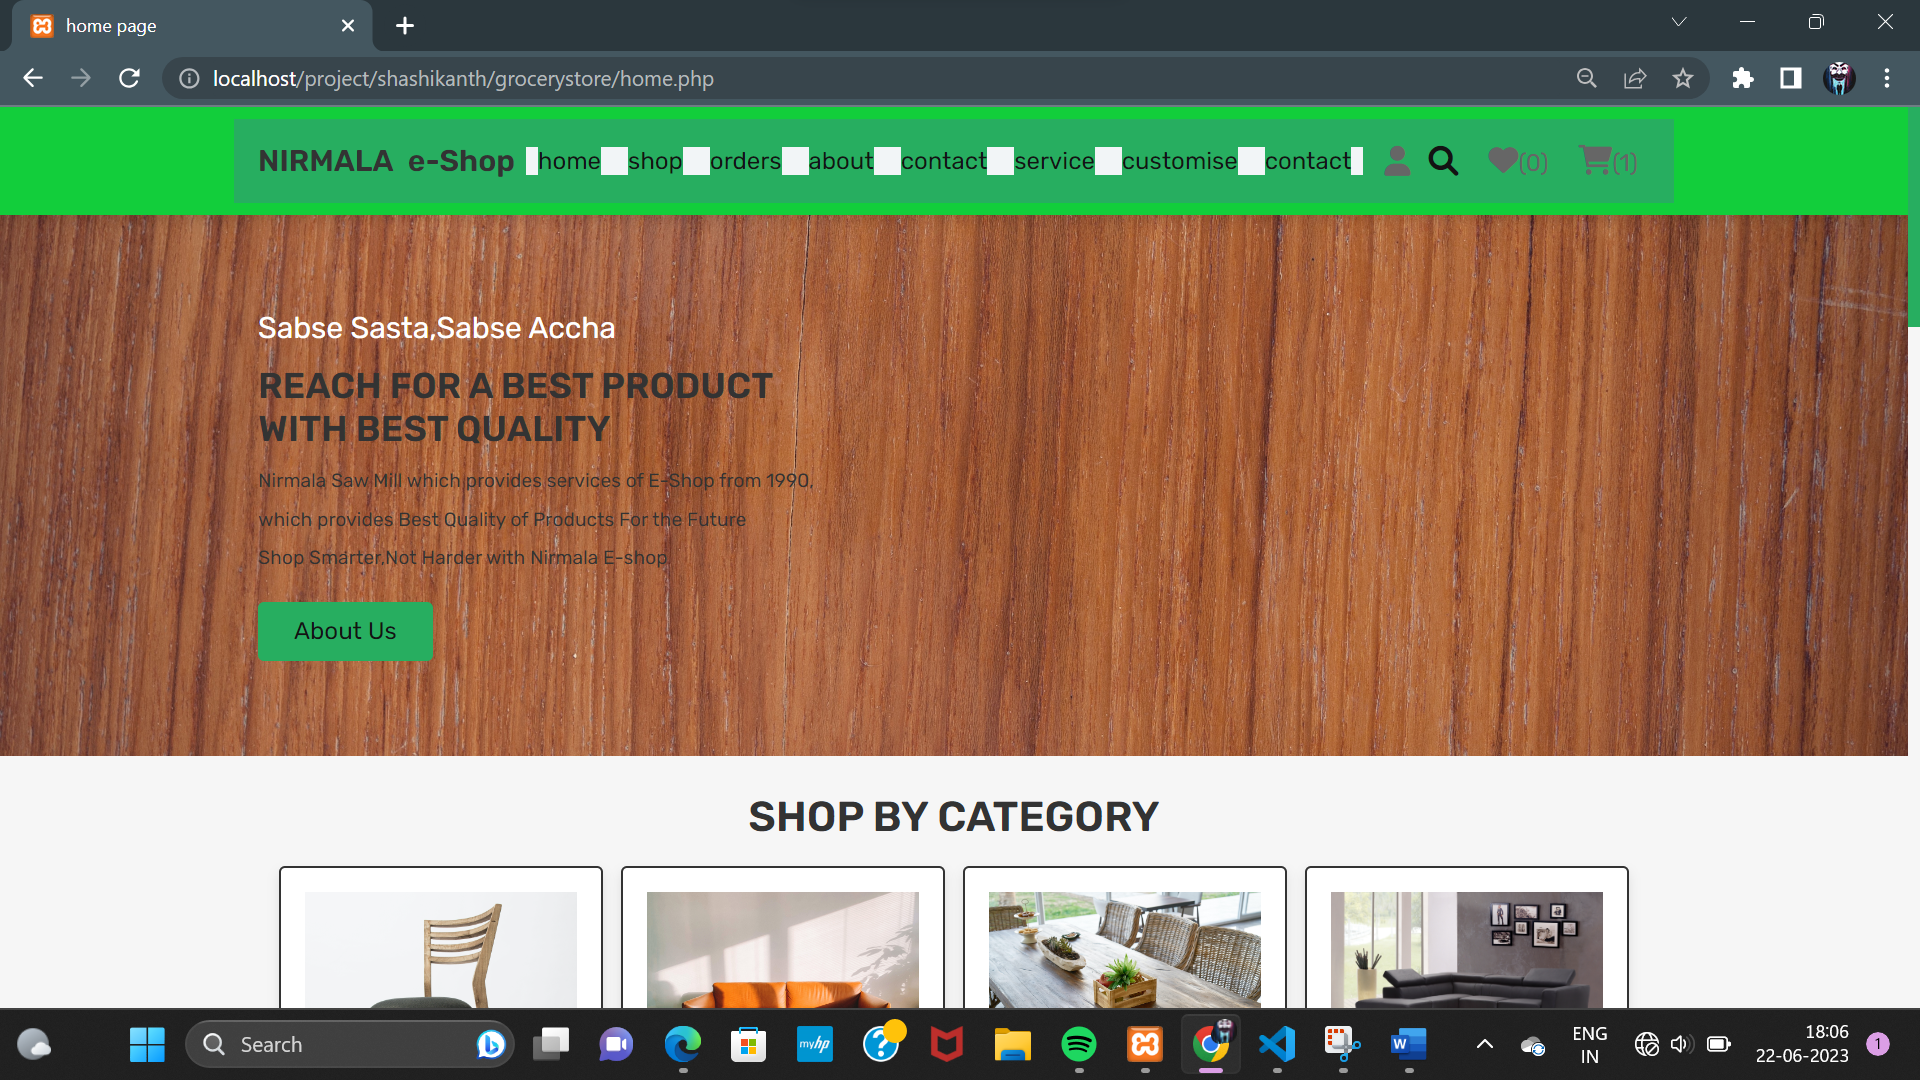 home page
localhost/project/shashikanth/grocerystore/home.php
NIRMALA e-Shop home shop orders about contact service customise contact (0) (1)
Sabse Sasta,Sabse Accha
REACH FOR A BEST PRODUCT
WITH BEST QUALITY
Nirmala Saw Mill which provides services of E-Shop from 1990,
which provides Best Quality of Products For the Future
Shop Smarter,Not Harder with Nirmala E-shop
About Us
SHOP BY CATEGORY
Search
myhp
W
ENG
IN
18:06
22-06-2023
1